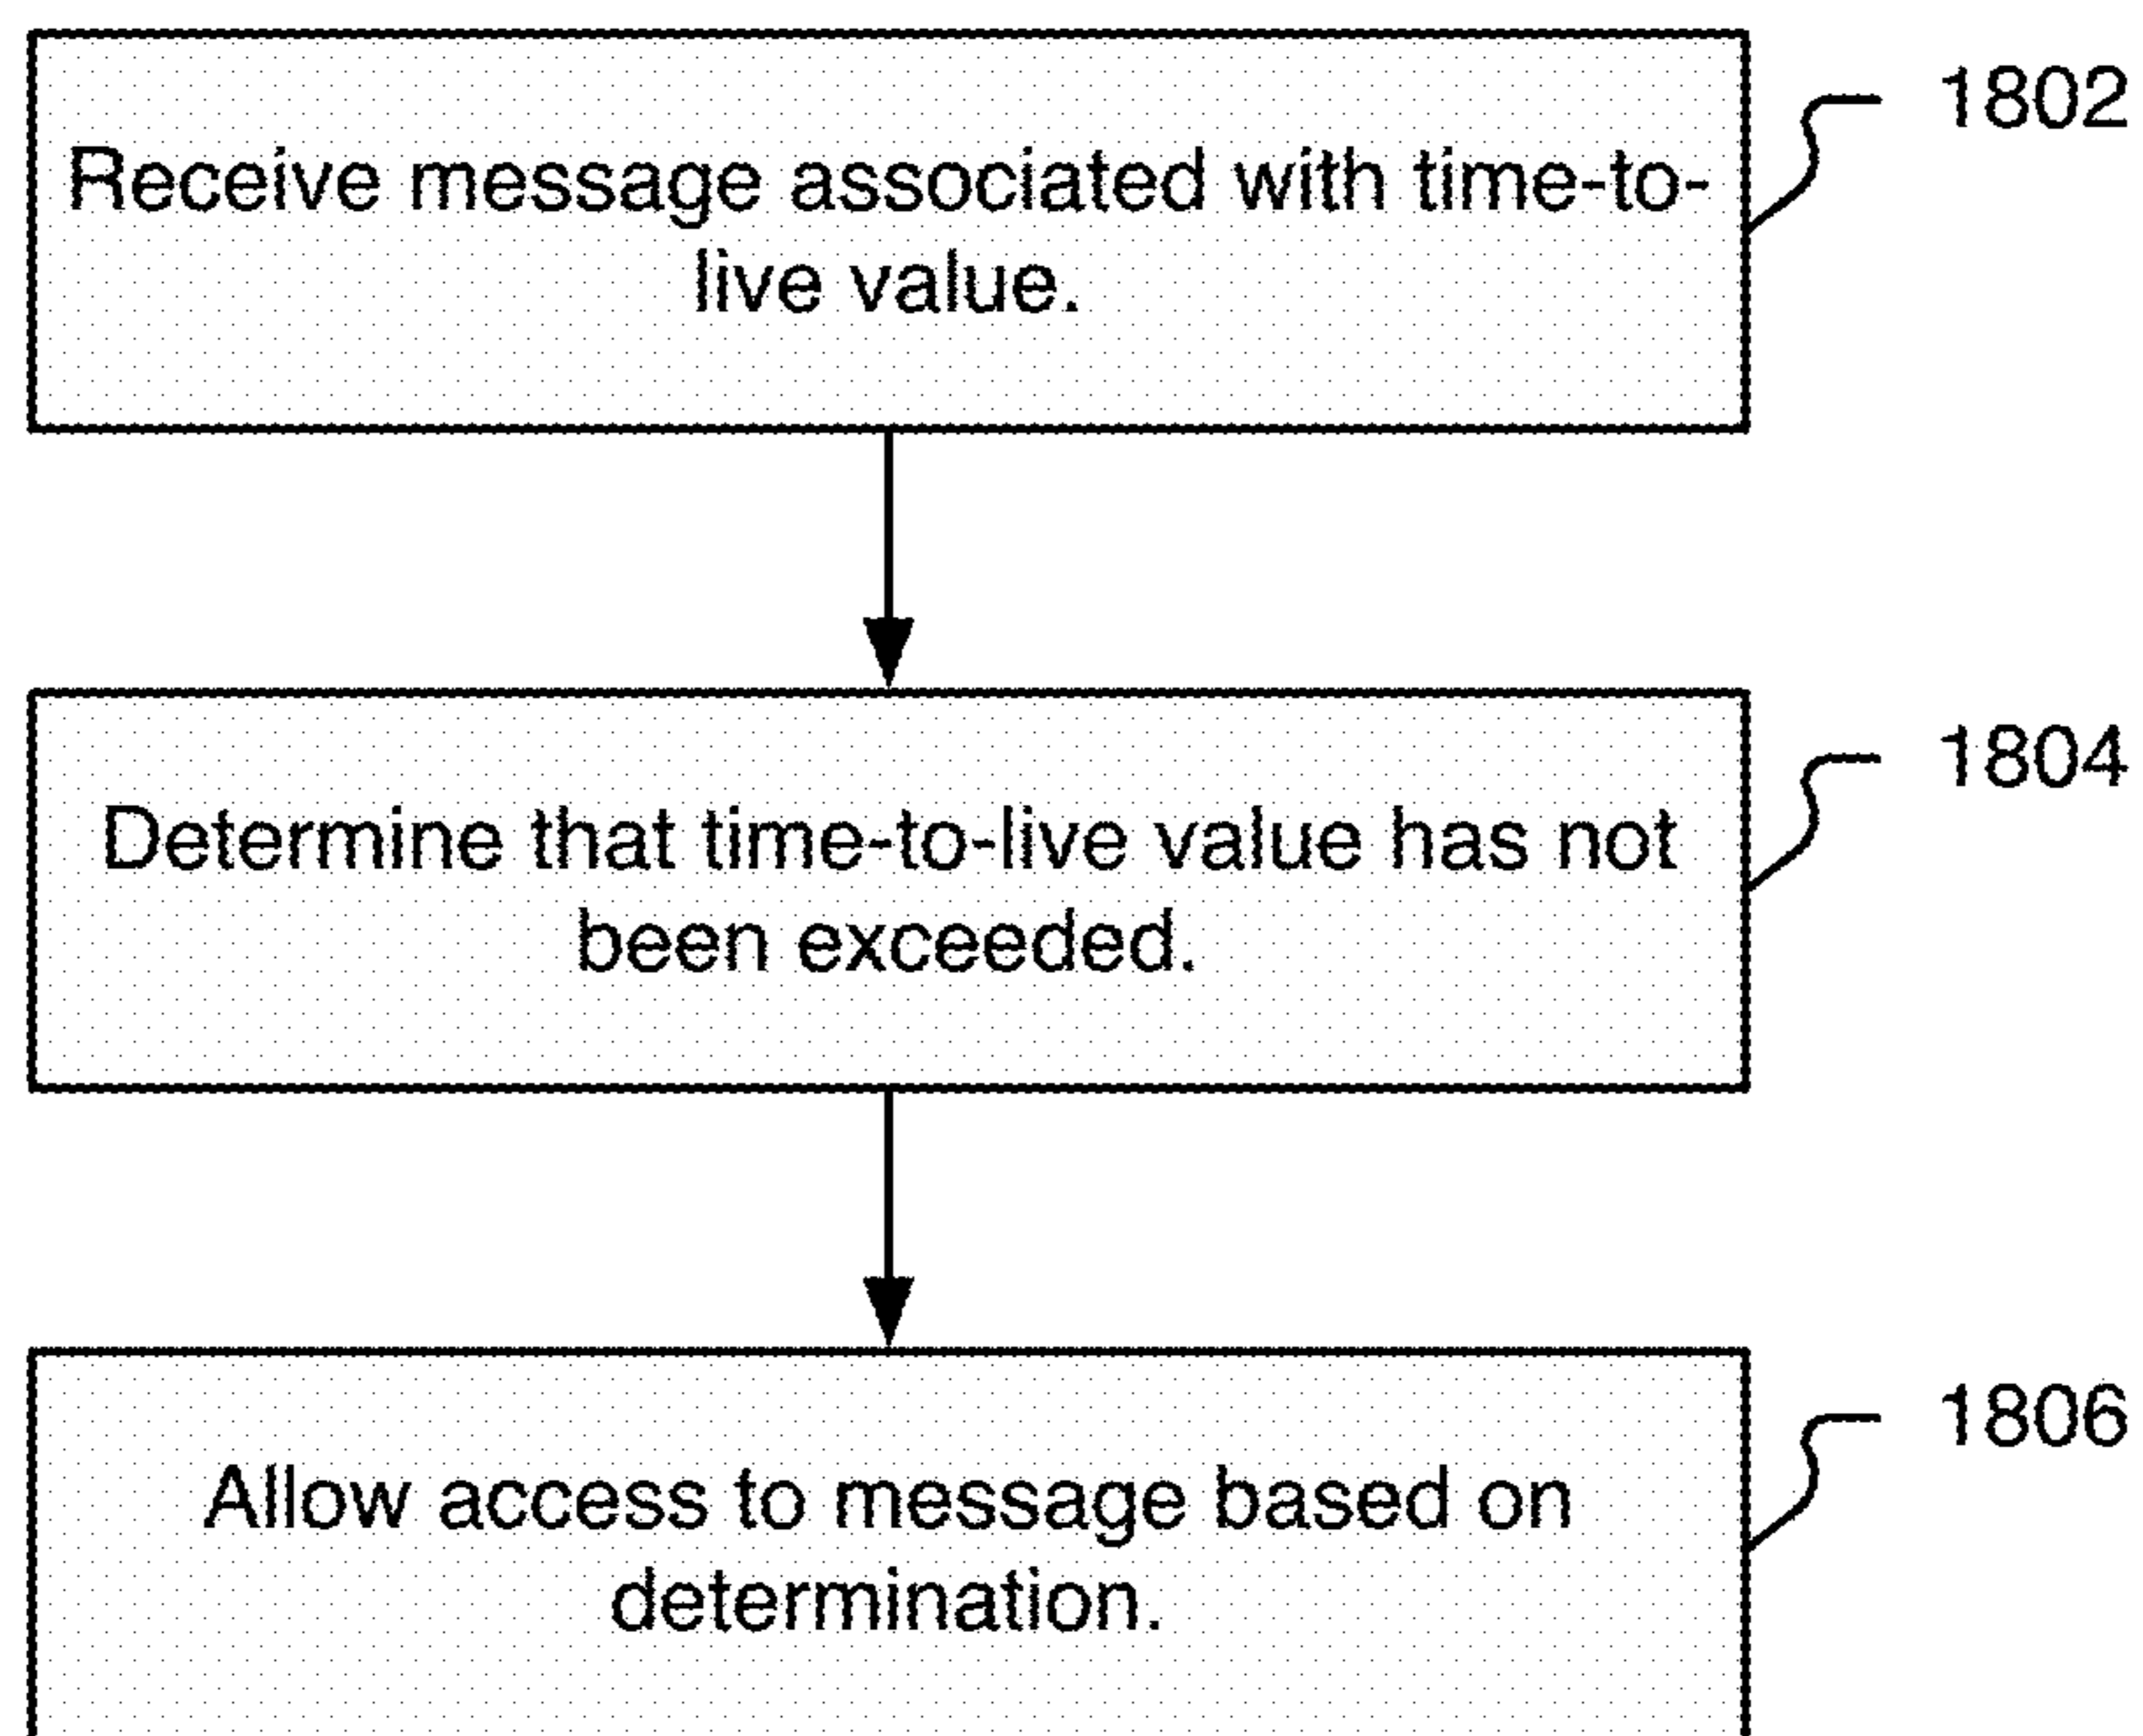 1802
Receive message associated with time-to-
live value.
1804
Determine that time-to-live value has not
been exceeded.
1806
Allow access to message based on
determination.